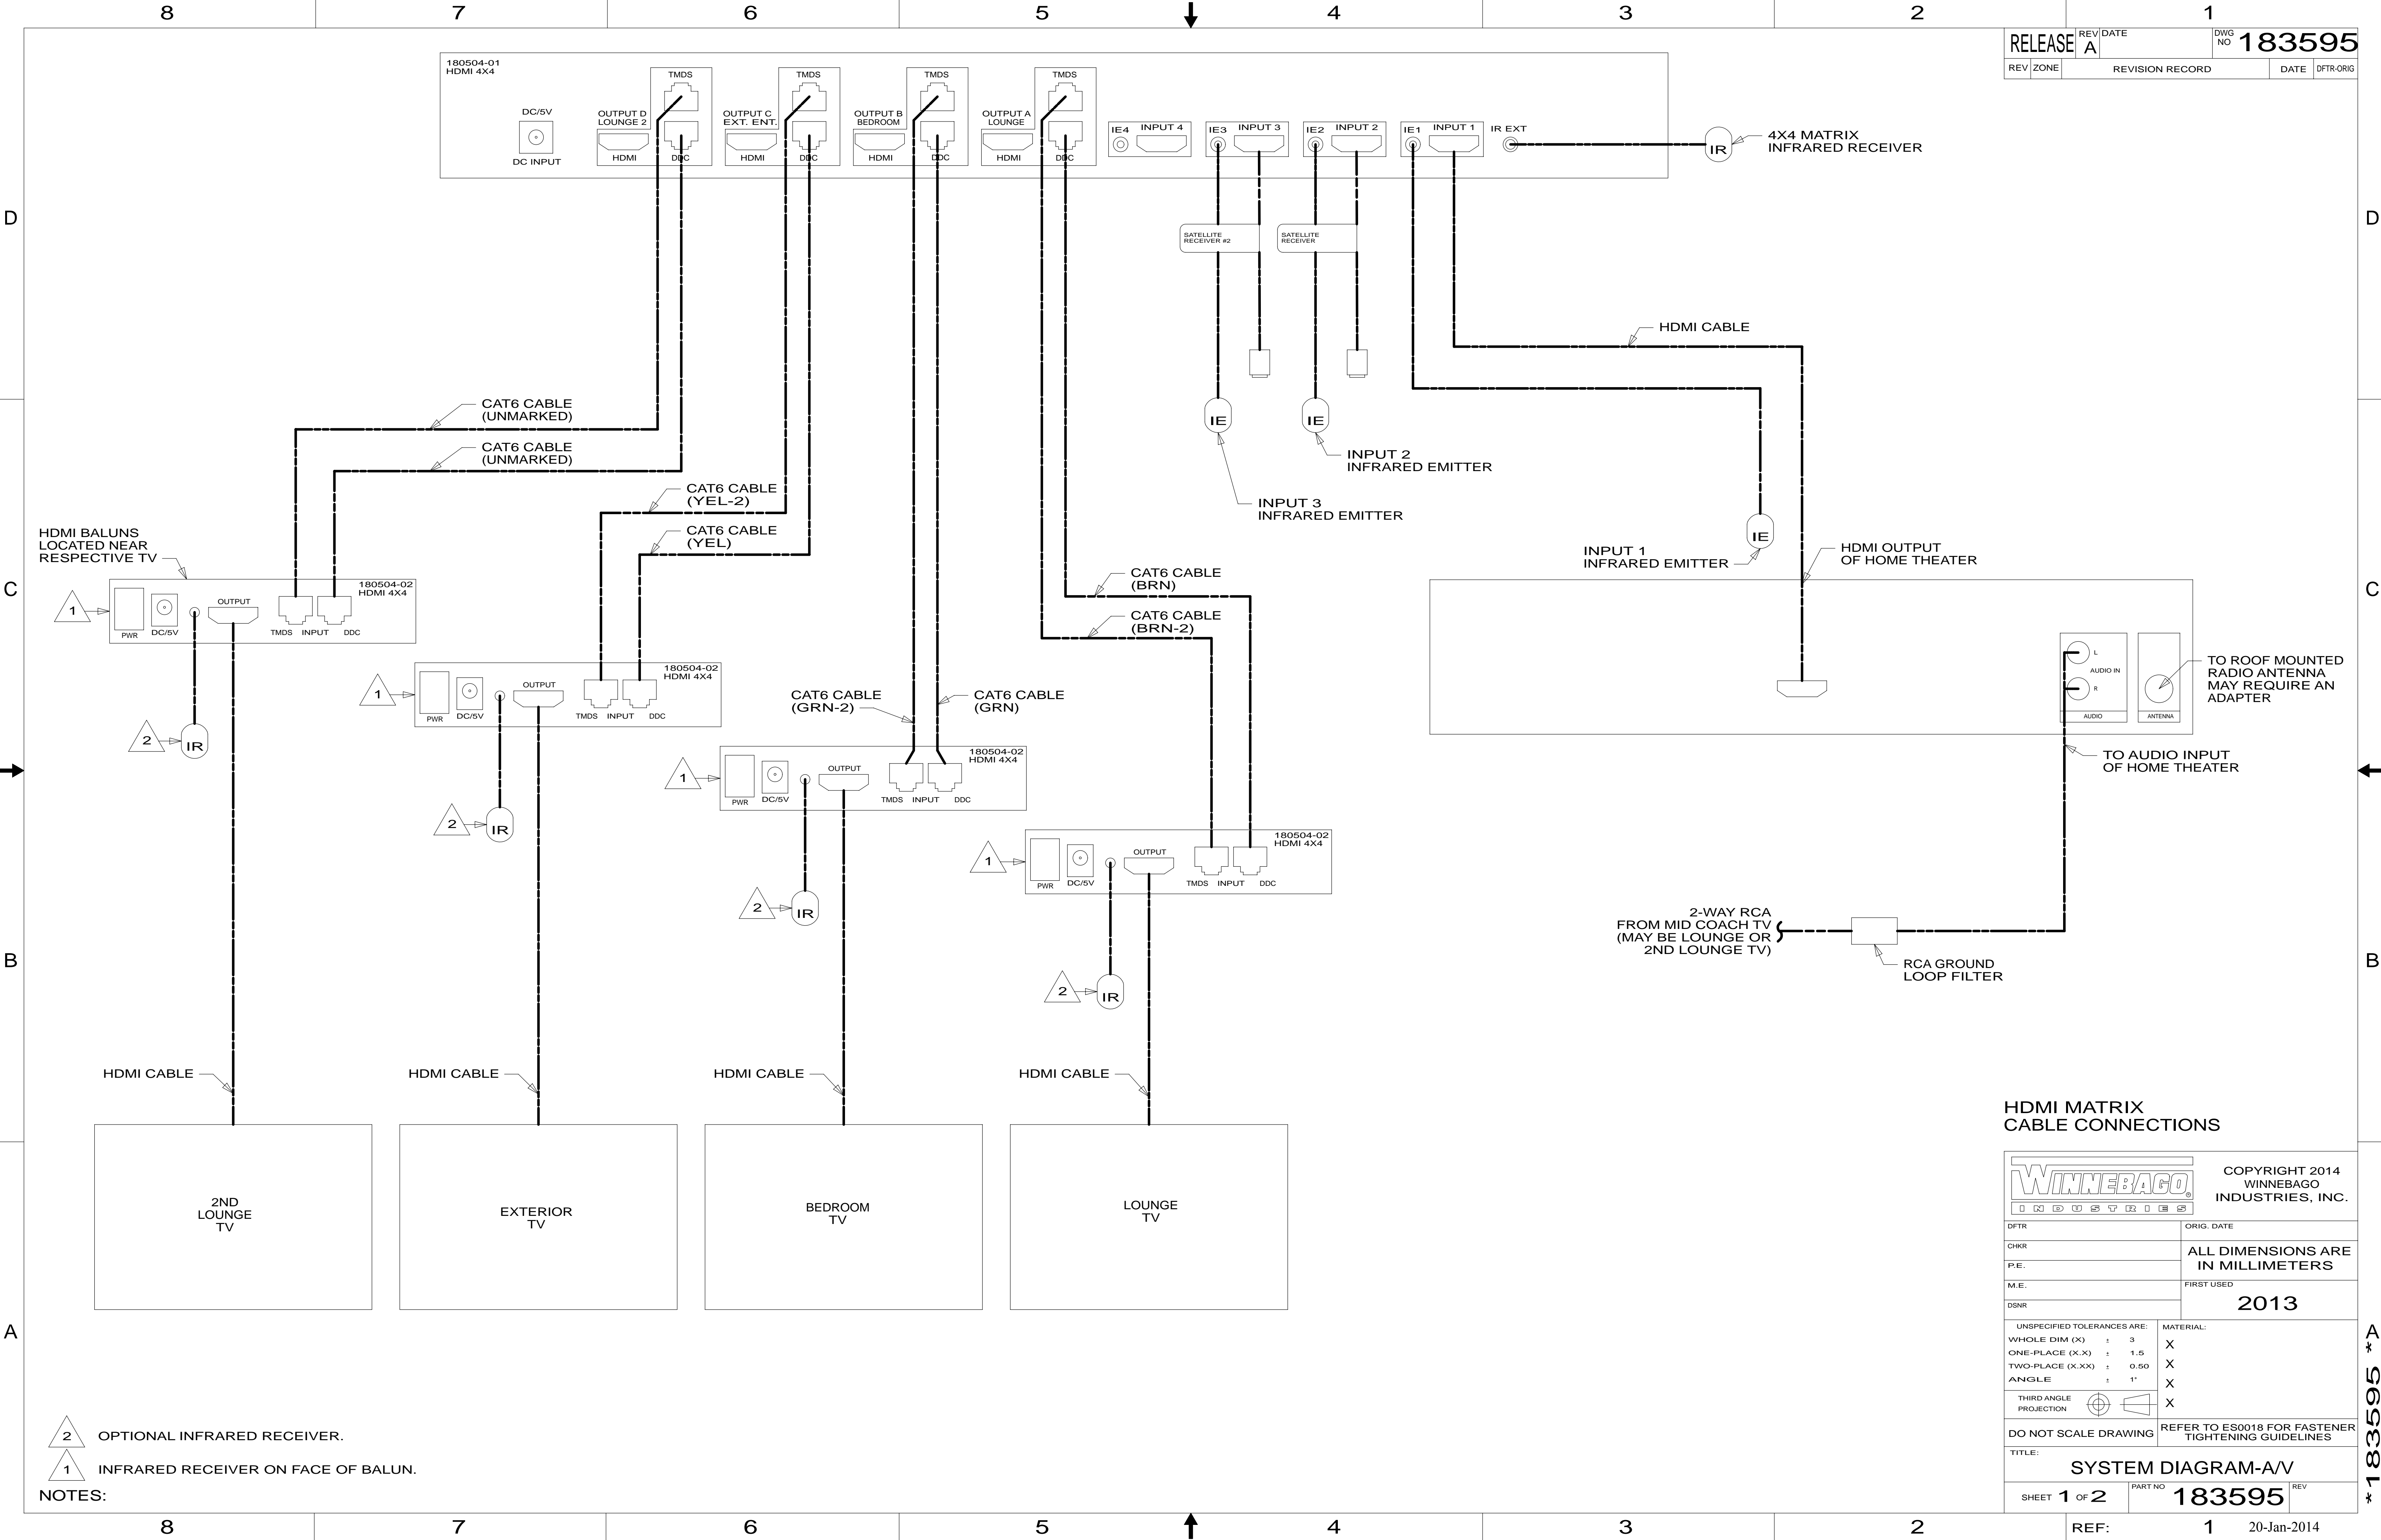 8 7 6 5 4 3 2 1
RELEASE
REV
A
DATE
DWG
NO
183595
REV ZONE REVISION RECORD DATE DFTR-ORIG
180504-01
HDMI 4X4
DC/5V
DC INPUT
TMDS
OUTPUT D
LOUNGE 2
HDMI
DDC
TMDS
OUTPUT C
EXT. ENT.
HDMI
DDC
TMDS
OUTPUT B
BEDROOM
HDMI
DDC
TMDS
OUTPUT A
LOUNGE
HDMI
DDC
IE4 INPUT 4
IE3 INPUT 3
IE2 INPUT 2
IE1 INPUT 1
IR EXT
IR
4X4 MATRIX
INFRARED RECEIVER
D
D
SATELLITE
RECEIVER #2
SATELLITE
RECEIVER
HDMI CABLE
CAT6 CABLE
(UNMARKED)
CAT6 CABLE
(UNMARKED)
IE
IE
INPUT 2
INFRARED EMITTER
INPUT 3
INFRARED EMITTER
CAT6 CABLE
(YEL-2)
CAT6 CABLE
(YEL)
HDMI BALUNS
LOCATED NEAR
RESPECTIVE TV
IE
INPUT 1
INFRARED EMITTER
HDMI OUTPUT
OF HOME THEATER
C
C
CAT6 CABLE
(BRN)
CAT6 CABLE
(BRN-2)
1
180504-02
HDMI 4X4
PWR
DC/5V
OUTPUT
TMDS INPUT DDC
2
IR
1
180504-02
HDMI 4X4
PWR
DC/5V
OUTPUT
TMDS INPUT DDC
2
IR
CAT6 CABLE
(GRN-2)
CAT6 CABLE
(GRN)
1
180504-02
HDMI 4X4
PWR
DC/5V
OUTPUT
TMDS INPUT DDC
2
IR
1
180504-02
HDMI 4X4
PWR
DC/5V
OUTPUT
TMDS INPUT DDC
2
IR
L
AUDIO IN
R
AUDIO
ANTENNA
TO ROOF MOUNTED
RADIO ANTENNA
MAY REQUIRE AN
ADAPTER
TO AUDIO INPUT
OF HOME THEATER
2-WAY RCA
FROM MID COACH TV
(MAY BE LOUNGE OR
2ND LOUNGE TV)
RCA GROUND
LOOP FILTER
B
B
HDMI CABLE
HDMI CABLE
HDMI CABLE
HDMI CABLE
2ND
LOUNGE
TV
EXTERIOR
TV
BEDROOM
TV
LOUNGE
TV
HDMI MATRIX
CABLE CONNECTIONS
WINNEBAGO®
INDUSTRIES
COPYRIGHT 2014
WINNEBAGO
INDUSTRIES, INC.
DFTR
ORIG. DATE
CHKR
ALL DIMENSIONS ARE
IN MILLIMETERS
P.E.
M.E.
FIRST USED
2013
DSNR
UNSPECIFIED TOLERANCES ARE:
WHOLE DIM (X) ± 3
ONE-PLACE (X.X) ± 1.5
TWO-PLACE (X.XX) ± 0.50
ANGLE ± 1°
MATERIAL:
X
X
X
X
THIRD ANGLE
PROJECTION
DO NOT SCALE DRAWING
REFER TO ES0018 FOR FASTENER
TIGHTENING GUIDELINES
TITLE:
SYSTEM DIAGRAM-A/V
SHEET 1 OF 2
PART NO
183595
REV
A
A
*183595*
2 OPTIONAL INFRARED RECEIVER.
1 INFRARED RECEIVER ON FACE OF BALUN.
NOTES:
8 7 6 5 4 3 2 1
REF:
20-Jan-2014